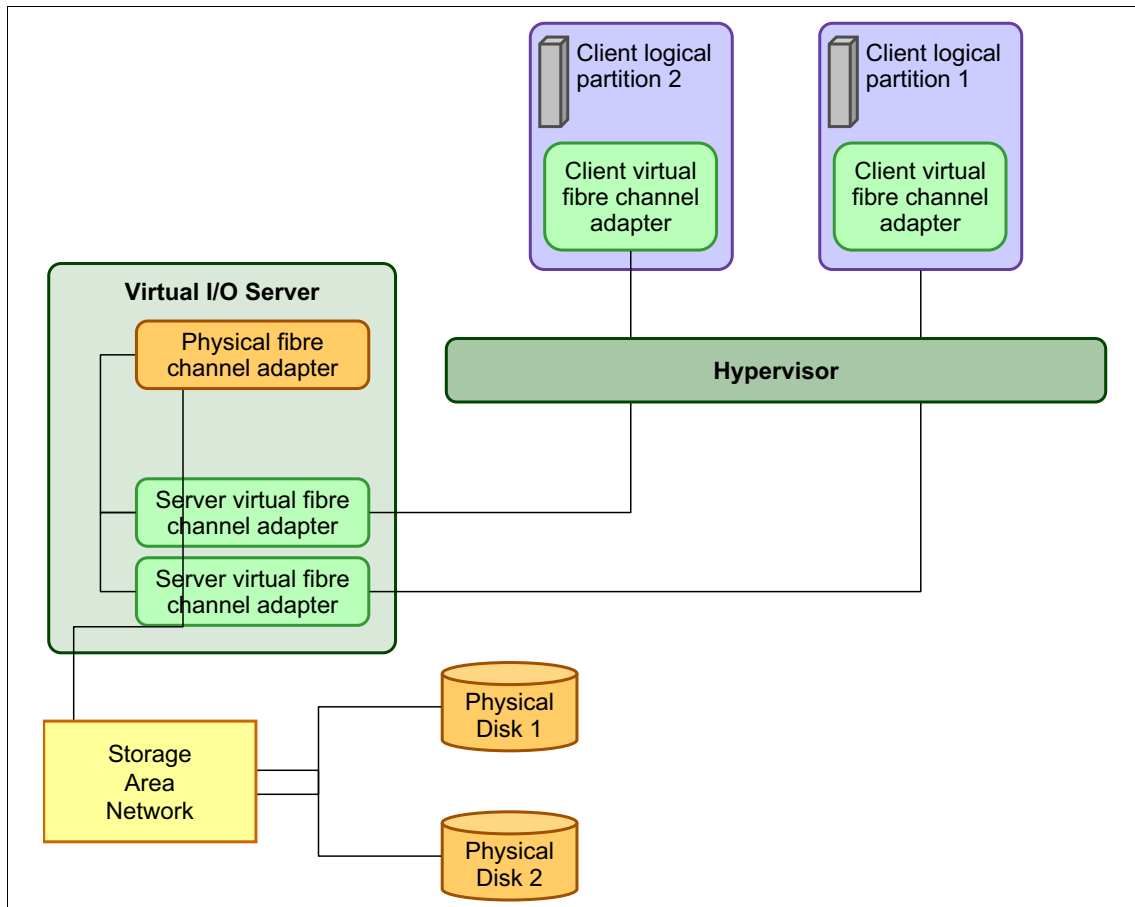 Client logical
partition 2
Client logical
partition 1
Client virtual
fibre channel
adapter
Client virtual
fibre channel
adapter
Virtual I/O Server
Physical fibre
channel adapter
Hypervisor
Server virtual fibre
channel adapter
Server virtual fibre
channel adapter
Physical
Disk 1
Storage
Area
Network
Physical
Disk 2